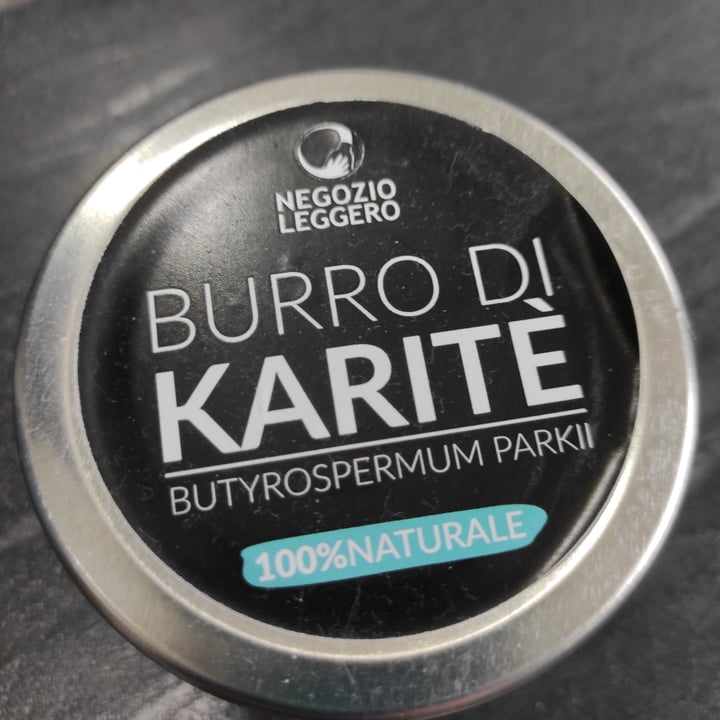 NEGOZIO
LEGGERO
BURRO DI
KARITÈ
BUTYROSPERMUM PARKII
100%NATURALE